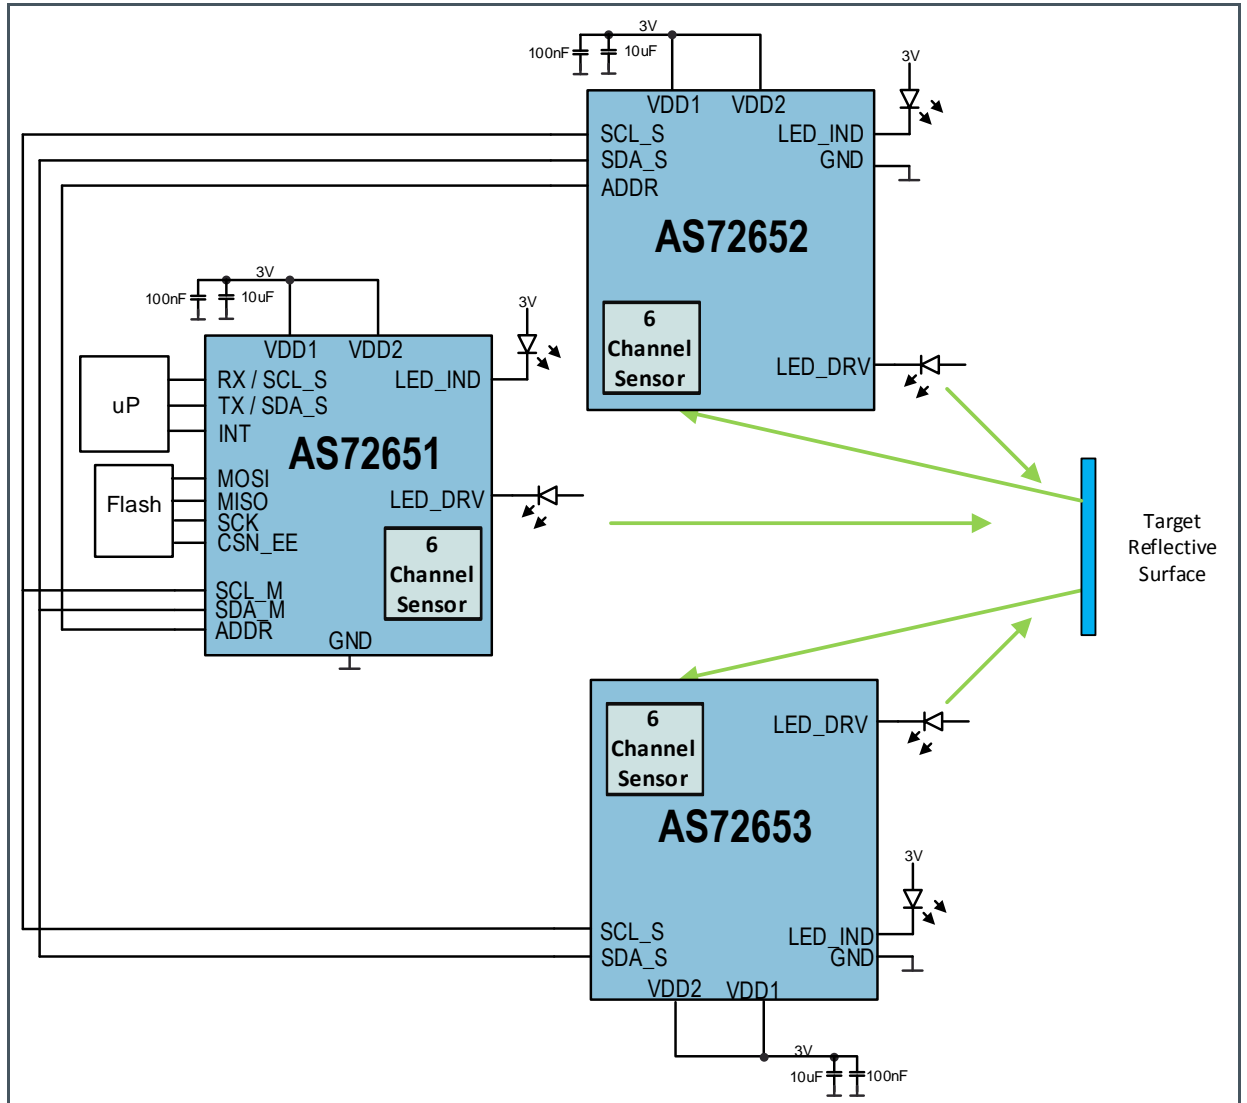 3V
100nF
10uF
3V
VDD1
VDD2
SCL_S
LED_IND
SDA_S
GND
ADDR
AS72652
6
Channel
Sensor
LED_DRV
3V
100nF
10uF
3V
VDD1
VDD2
uP
RX / SCL_S
LED_IND
TX / SDA_S
INT
AS72651
Flash
MOSI
MISO
SCK
CSN_EE
LED_DRV
6
Channel
Sensor
SCL_M
SDA_M
ADDR
GND
Target
Reflective
Surface
6
Channel
Sensor
LED_DRV
AS72653
3V
SCL_S
LED_IND
SDA_S
GND
VDD2
VDD1
3V
10uF
100nF